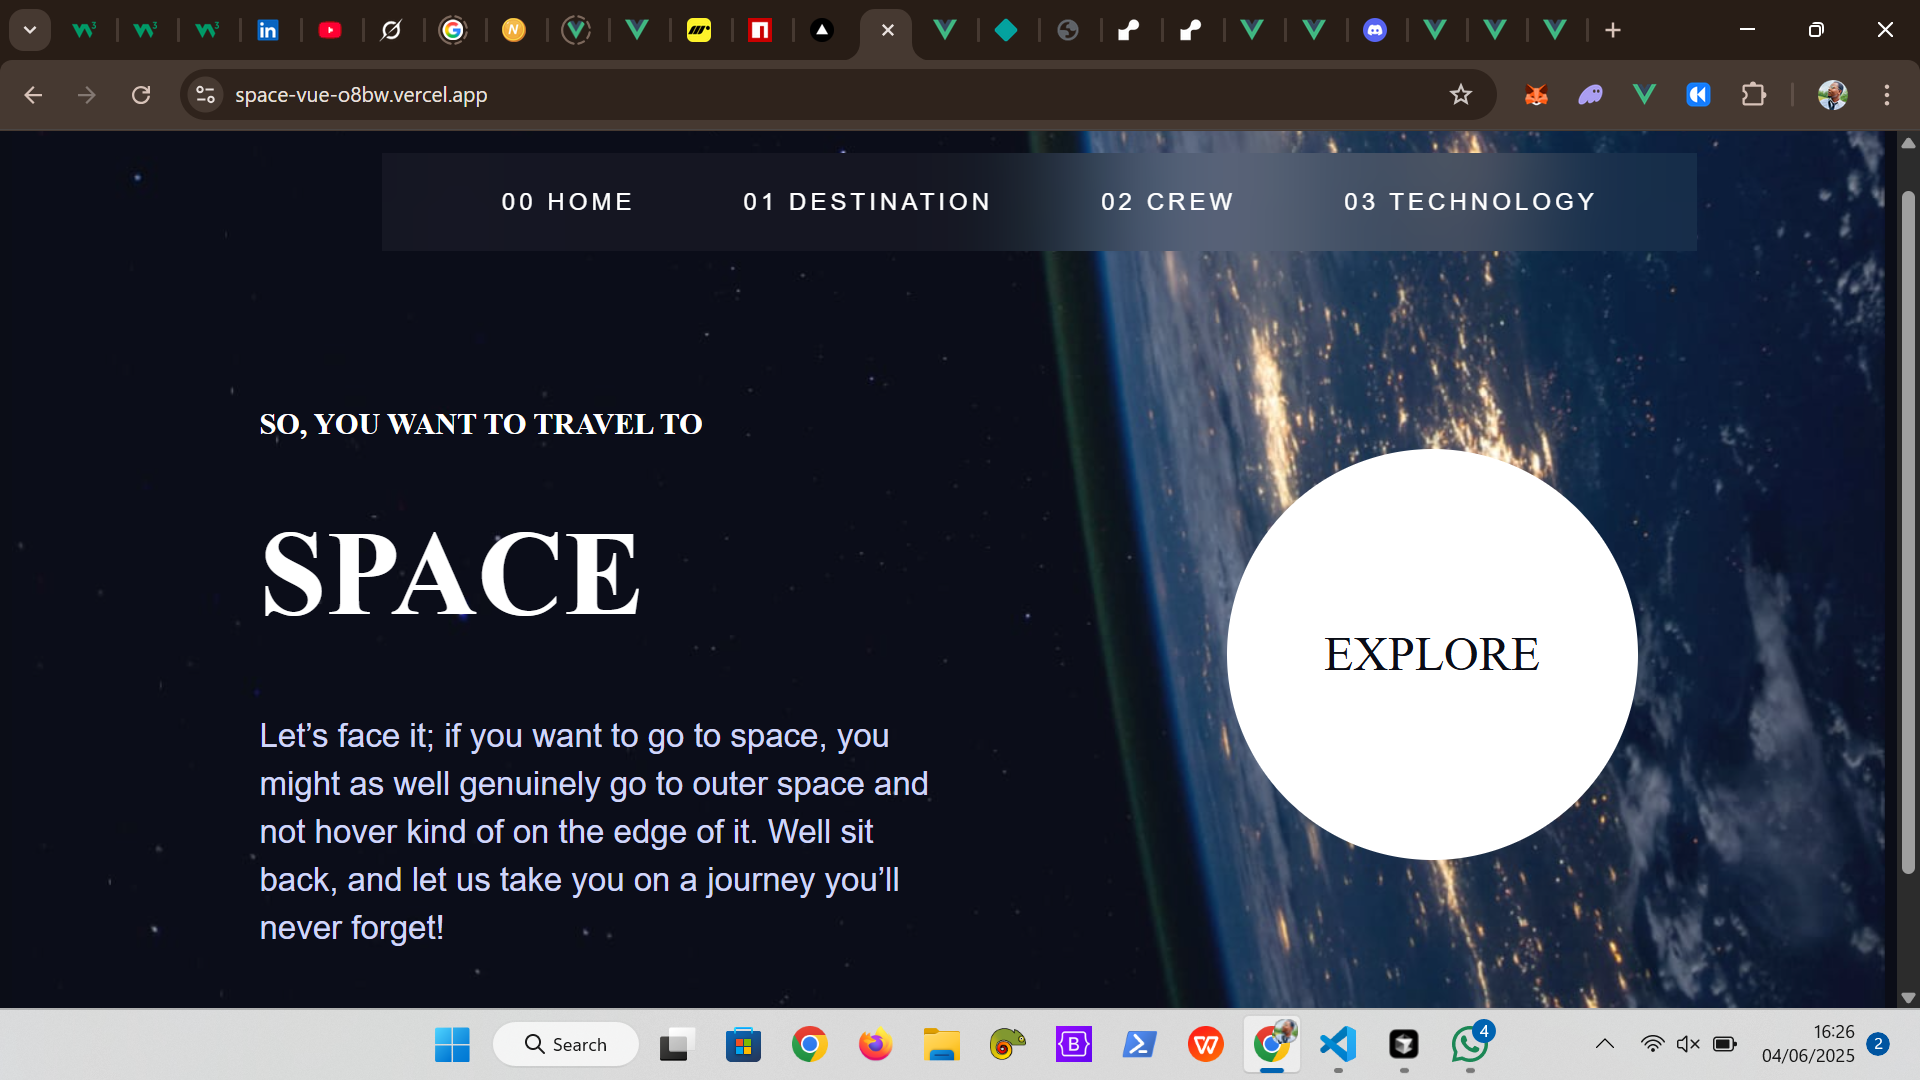 space-vue-o8bw.vercel.app
00 HOME
01 DESTINATION
02 CREW
03 TECHNOLOGY
SO, YOU WANT TO TRAVEL TO
SPACE
EXPLORE
Let’s face it; if you want to go to space, you
might as well genuinely go to outer space and
not hover kind of on the edge of it. Well sit
back, and let us take you on a journey you’ll
never forget!
Search
4
16:26
04/06/2025
2